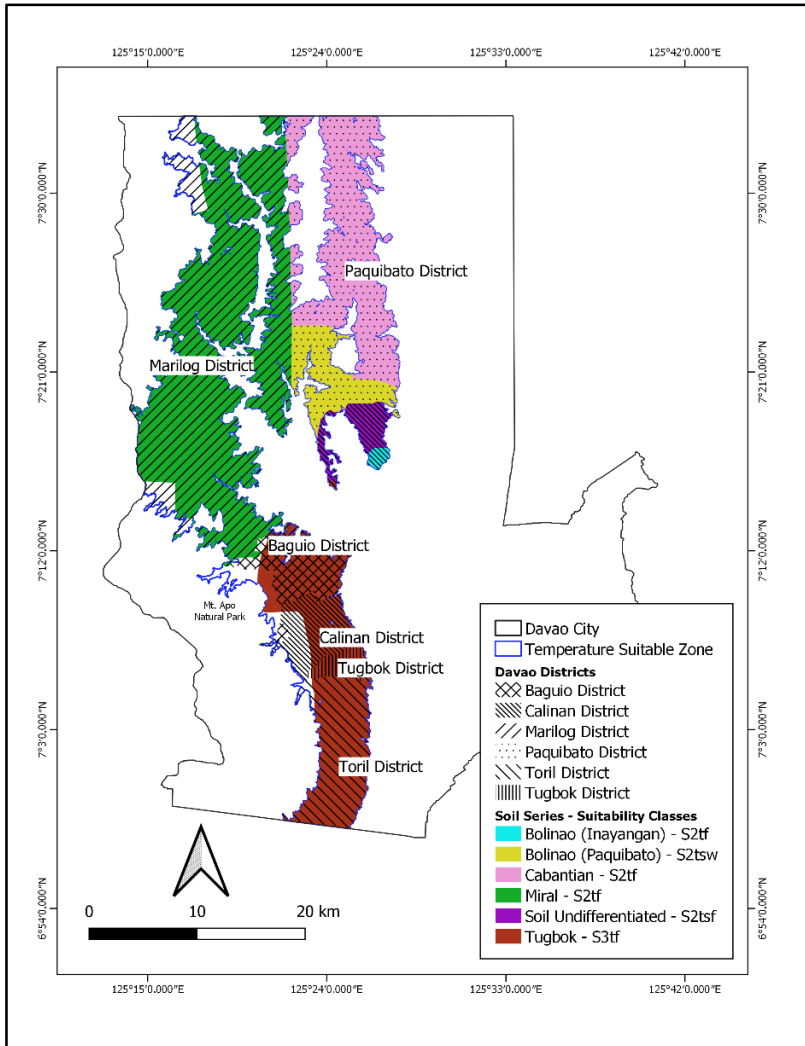 125°15'0.000"E 125°24'0.000"E 125°33'0.000"E 125°42'0.000"E
7°30'0.000"N 7°30'0.000"N
Paquibato District
Marilog District
7°21'0.000"N 7°21'0.000"N
Baguio District
7°12'0.000"N 7°12'0.000"N
Mt. Apo
Natural Park
Calinan District
Tugbok District
Toril District
7°3'0.000"N 7°3'0.000"N
Davao City
Temperature Suitable Zone
Davao Districts
Baguio District
Calinan District
Marilog District
Paquibato District
Toril District
Tugbok District
Soil Series - Suitability Classes
Bolinao (Inayangan) - S2tf
Bolinao (Paquibato) - S2tsw
Cabantian - S2tf
Miral - S2tf
Soil Undifferentiated - S2tsf
Tugbok - S3tf
0 10 20 km
6°54'0.000"N 6°54'0.000"N
125°15'0.000"E 125°24'0.000"E 125°33'0.000"E 125°42'0.000"E